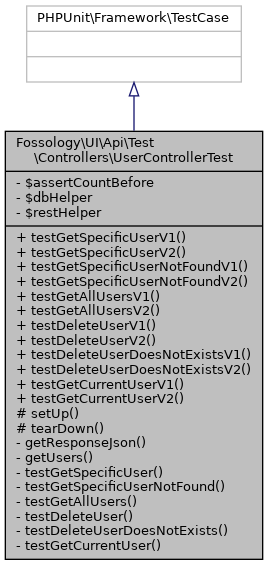 PHPUnit\Framework\TestCase
Fossology\UI\Api\Test
\Controllers\UserControllerTest
- $assertCountBefore
- $dbHelper
- $restHelper
+ testGetSpecificUserV1()
+ testGetSpecificUserV2()
+ testGetSpecificUserNotFoundV1()
+ testGetSpecificUserNotFoundV2()
+ testGetAllUsersV1()
+ testGetAllUsersV2()
+ testDeleteUserV1()
+ testDeleteUserV2()
+ testDeleteUserDoesNotExistsV1()
+ testDeleteUserDoesNotExistsV2()
+ testGetCurrentUserV1()
+ testGetCurrentUserV2()
# setUp()
# tearDown()
- getResponseJson()
- getUsers()
- testGetSpecificUser()
- testGetSpecificUserNotFound()
- testGetAllUsers()
- testDeleteUser()
- testDeleteUserDoesNotExists()
- testGetCurrentUser()